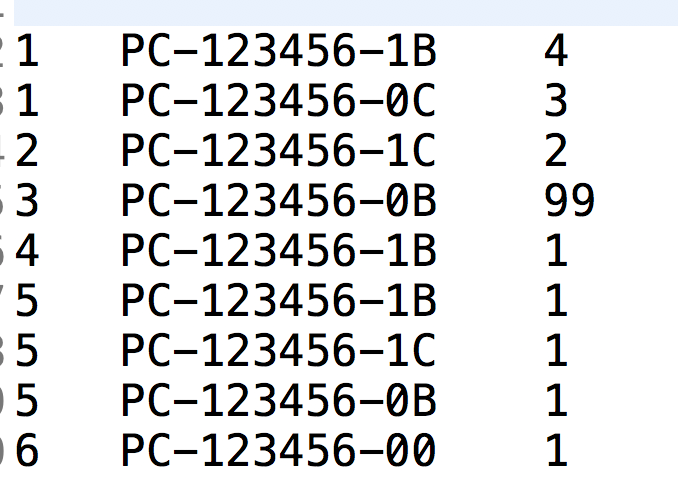 1 PC-123456-1B 4
1 PC-123456-0C 3
2 PC-123456-1C 2
3 PC-123456-0B 99
4 PC-123456-1B 1
5 PC-123456-1B 1
5 PC-123456-1C 1
5 PC-123456-0B 1
6 PC-123456-00 1